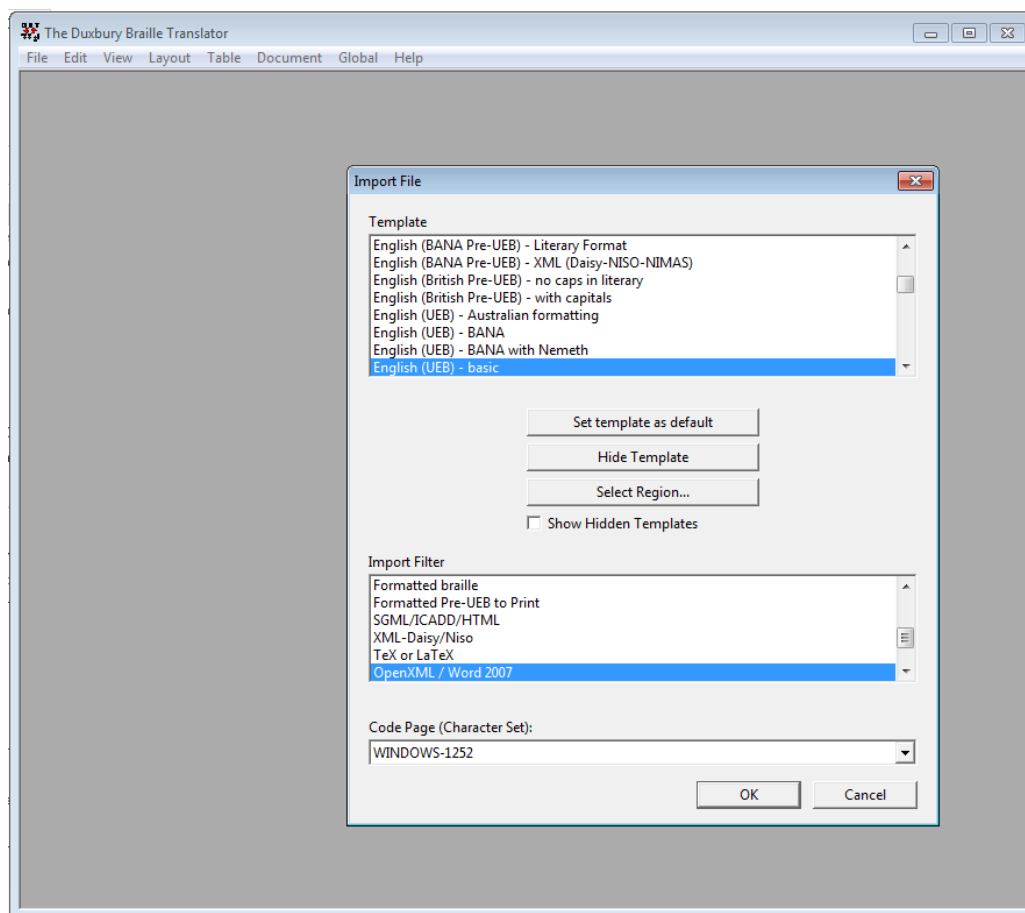 The Duxbury Braille Translator
File Edit View Layout Table Document Global Help
Import File
Template
English (BANA Pre-UEB) - Literary Format
English (BANA Pre-UEB) - XML (Daisy-NISO-NIMAS)
English (British Pre-UEB) - no caps in literary
English (British Pre-UEB) - with capitals
English (UEB) - Australian formatting
English (UEB) - BANA
English (UEB) - BANA with Nemeth
English (UEB) - basic
Set template as default
Hide Template
Select Region...
Show Hidden Templates
Import Filter
Formatted braille
Formatted Pre-UEB to Print
SGML/ICADD/HTML
XML-Daisy/Niso
TeX or LaTeX
OpenXML / Word 2007
Code Page (Character Set):
WINDOWS-1252
OK Cancel